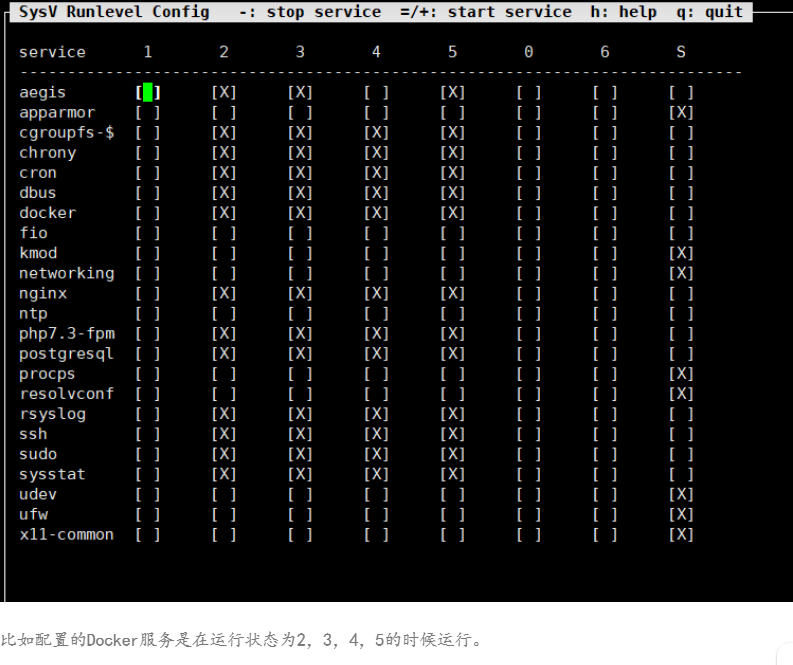 SysV Runlevel Config   -: stop service  =/+: start service  h: help  q: quit
service      1       2       3       4       5       0       6       S
----------------------------------------------------------------------------
aegis       [ ]     [X]     [X]     [ ]     [X]     [ ]     [ ]     [ ]
apparmor    [ ]     [ ]     [ ]     [ ]     [ ]     [ ]     [ ]     [X]
cgroupfs-$  [ ]     [X]     [X]     [X]     [X]     [ ]     [ ]     [ ]
chrony      [ ]     [X]     [X]     [X]     [X]     [ ]     [ ]     [ ]
cron        [ ]     [X]     [X]     [X]     [X]     [ ]     [ ]     [ ]
dbus        [ ]     [X]     [X]     [X]     [X]     [ ]     [ ]     [ ]
docker      [ ]     [X]     [X]     [X]     [X]     [ ]     [ ]     [ ]
fio         [ ]     [ ]     [ ]     [ ]     [ ]     [ ]     [ ]     [ ]
kmod        [ ]     [ ]     [ ]     [ ]     [ ]     [ ]     [ ]     [X]
networking  [ ]     [ ]     [ ]     [ ]     [ ]     [ ]     [ ]     [X]
nginx       [ ]     [X]     [X]     [X]     [X]     [ ]     [ ]     [ ]
ntp         [ ]     [ ]     [ ]     [ ]     [ ]     [ ]     [ ]     [ ]
php7.3-fpm  [ ]     [X]     [X]     [X]     [X]     [ ]     [ ]     [ ]
postgresql  [ ]     [X]     [X]     [X]     [X]     [ ]     [ ]     [ ]
procps      [ ]     [ ]     [ ]     [ ]     [ ]     [ ]     [ ]     [X]
resolvconf  [ ]     [ ]     [ ]     [ ]     [ ]     [ ]     [ ]     [X]
rsyslog     [ ]     [X]     [X]     [X]     [X]     [ ]     [ ]     [ ]
ssh         [ ]     [X]     [X]     [X]     [X]     [ ]     [ ]     [ ]
sudo        [ ]     [X]     [X]     [X]     [X]     [ ]     [ ]     [ ]
sysstat     [ ]     [X]     [X]     [X]     [X]     [ ]     [ ]     [ ]
udev        [ ]     [ ]     [ ]     [ ]     [ ]     [ ]     [ ]     [X]
ufw         [ ]     [ ]     [ ]     [ ]     [ ]     [ ]     [ ]     [X]
x11-common  [ ]     [ ]     [ ]     [ ]     [ ]     [ ]     [ ]     [X]
比如配置的Docker服务是在运行状态为2，3，4，5的时候运行。